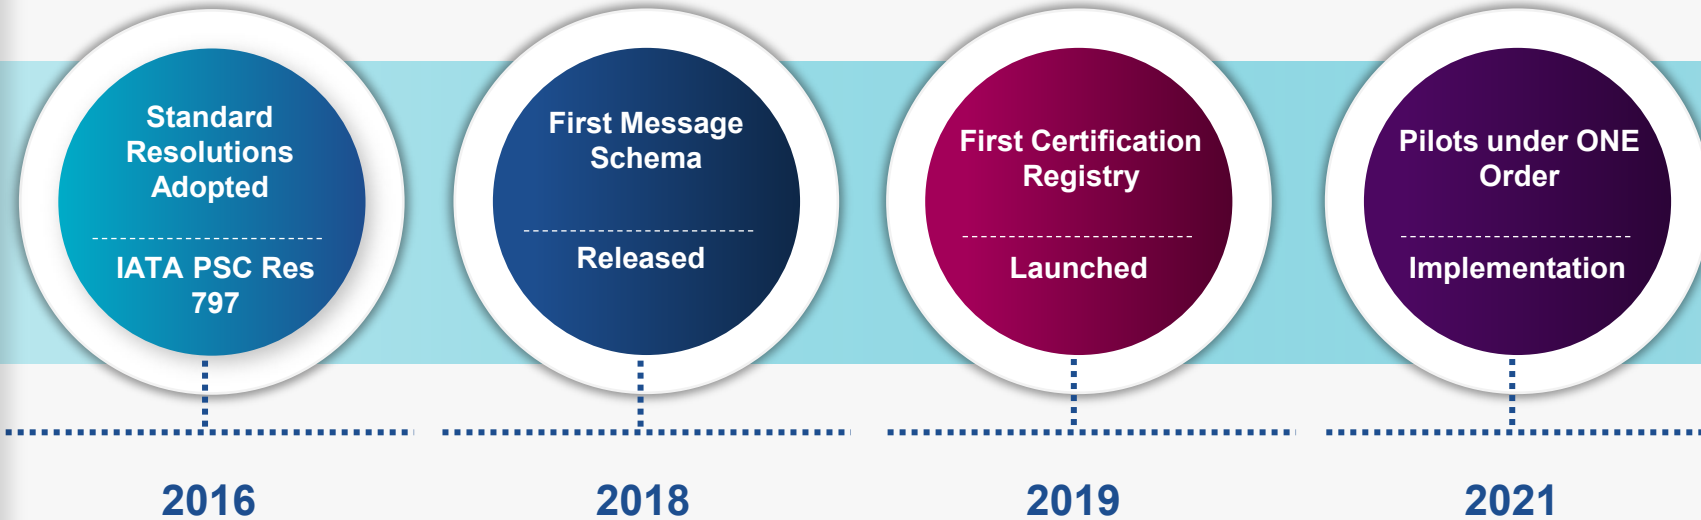 Standard
Resolutions
Adopted
IATA PSC Res
797
2016
First Message
Schema
Released
2018
First Certification
Registry
Launched
2019
Pilots under ONE
Order
Implementation
2021